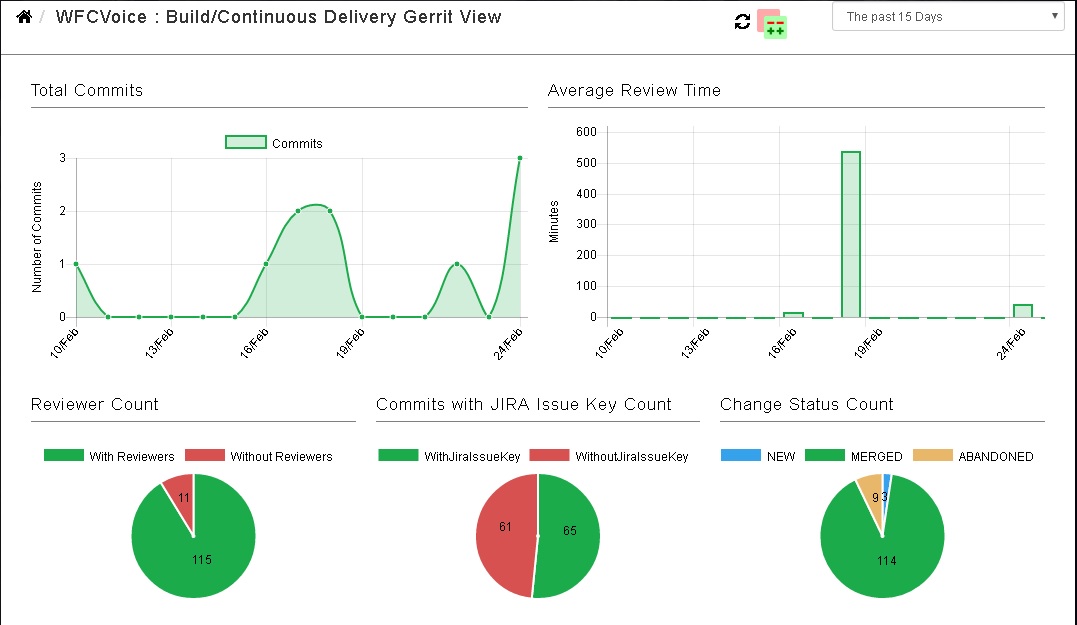 / WFCVoice : Build/Continuous Delivery Gerrit View
The past 15 Days
Total Commits
Average Review Time
Commits
Number of Commits
3
2
1
0
10/Feb
13/Feb
16/Feb
19/Feb
24/Feb
Minutes
600
500
400
300
200
100
0
10/Feb
13/Feb
16/Feb
19/Feb
24/Feb
Reviewer Count
Commits with JIRA Issue Key Count
Change Status Count
With Reviewers
Without Reviewers
11
115
WithJiraIssueKey
WithoutJiraIssueKey
61
65
NEW
MERGED
ABANDONED
9
3
114